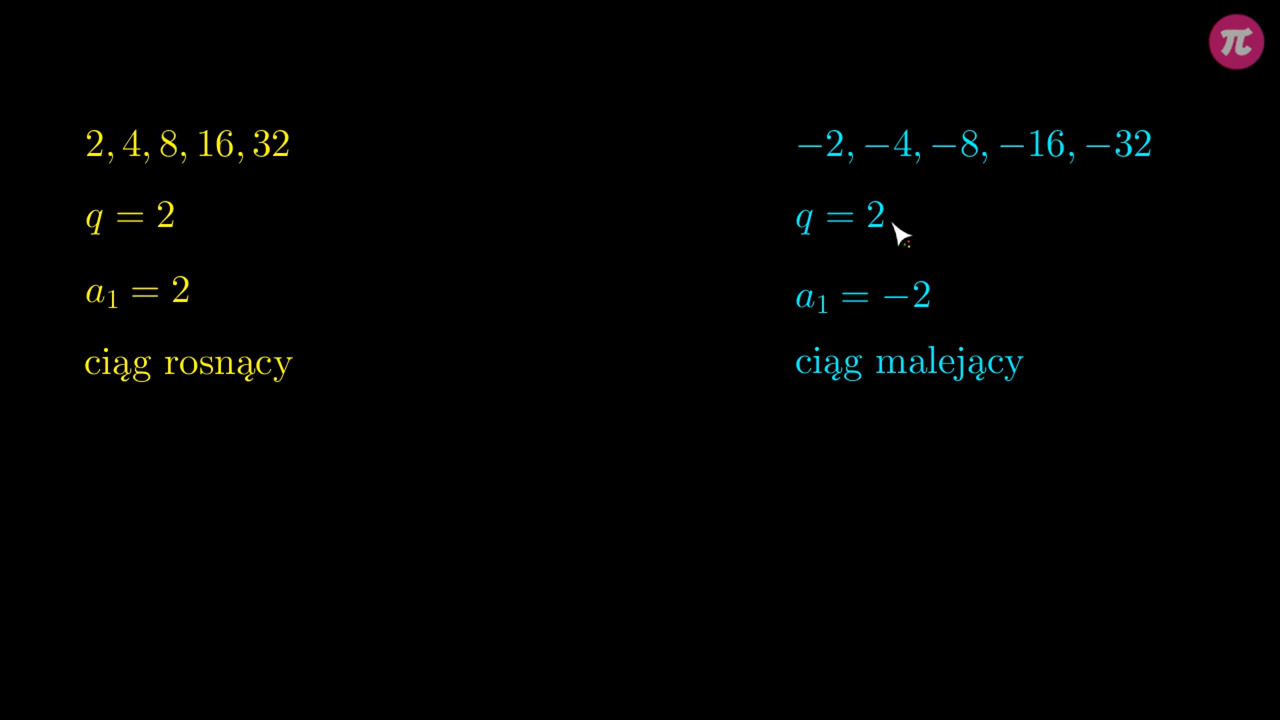 π
2, 4, 8, 16, 32
q = 2
a₁ = 2
ciąg rosnący
−2, −4, −8, −16, −32
q = 2
a₁ = −2
ciąg malejący